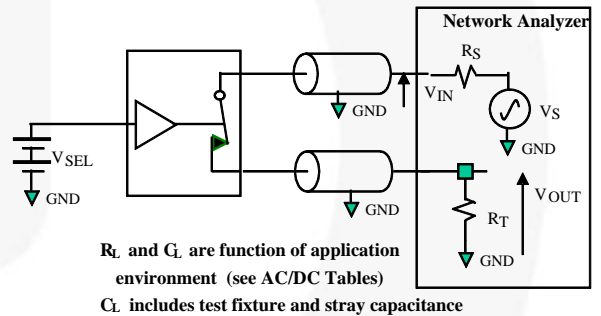 Network Analyzer
RS
GND
VIN
VS
GND
VSEL
GND
GND
RT
VOUT
GND
RL and CL are function of application
environment (see AC/DC Tables)
CL includes test fixture and stray capacitance